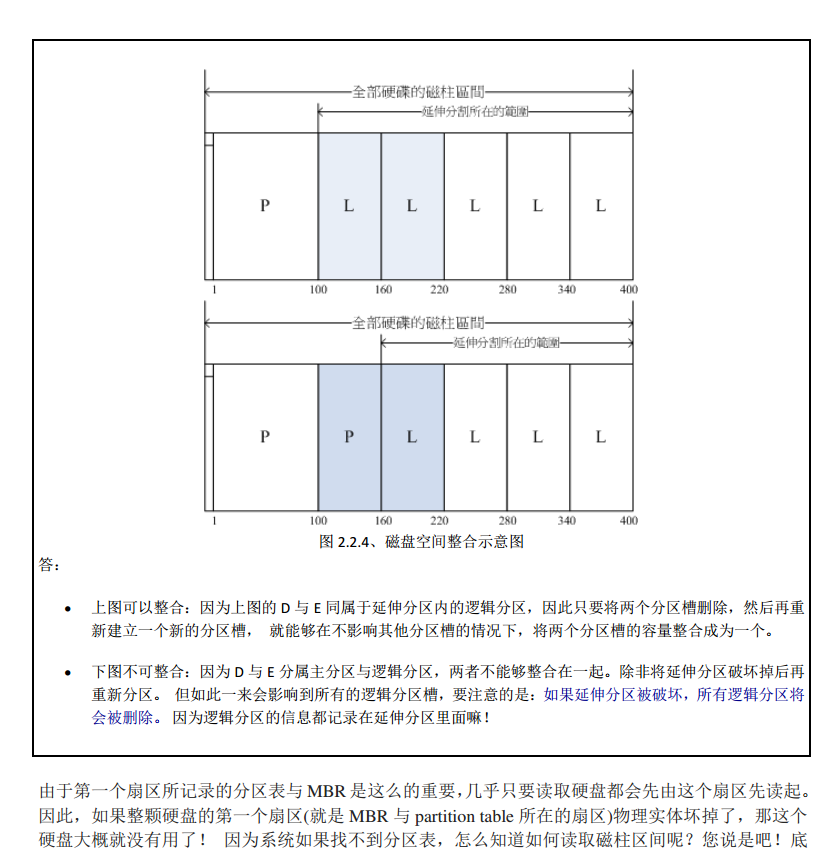 全部硬碟的磁柱區間
延伸分割所在的範圍
P L L L L L
1 100 160 220 280 340 400
全部硬碟的磁柱區間
延伸分割所在的範圍
P P L L L L
1 100 160 220 280 340 400
图 2.2.4、磁盘空间整合示意图
答：
• 上图可以整合：因为上图的 D 与 E 同属于延伸分区内的逻辑分区，因此只要将两个分区槽删除，然后再重
新建立一个新的分区槽， 就能够在不影响其他分区槽的情况下，将两个分区槽的容量整合成为一个。
• 下图不可整合：因为 D 与 E 分属主分区与逻辑分区，两者不能够整合在一起。除非将延伸分区破坏掉后再
重新分区。 但如此一来会影响到所有的逻辑分区槽，要注意的是：如果延伸分区被破坏，所有逻辑分区将
会被删除。 因为逻辑分区的信息都记录在延伸分区里面嘛！
由于第一个扇区所记录的分区表与 MBR 是这么的重要，几乎只要读取硬盘都会先由这个扇区先读起。
因此，如果整颗硬盘的第一个扇区(就是 MBR 与 partition table 所在的扇区)物理实体坏掉了，那这个
硬盘大概就没有用了！ 因为系统如果找不到分区表，怎么知道如何读取磁柱区间呢？您说是吧！底